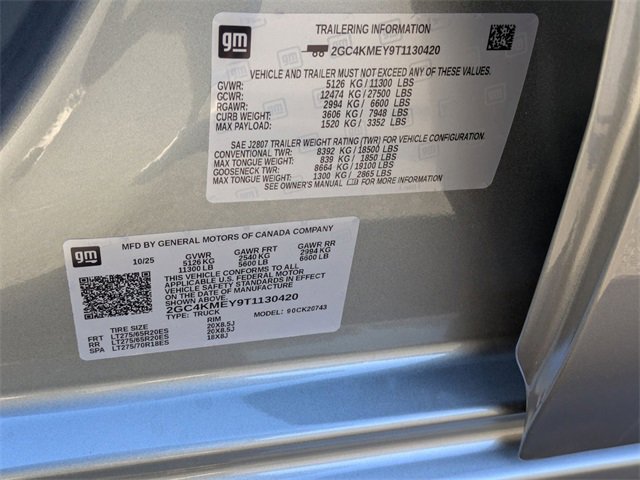 gm
TRAILERING INFORMATION
2GC4KMEY9T1130420
VEHICLE AND TRAILER MUST NOT EXCEED ANY OF THESE VALUES.
GVWR: 5126 KG / 11300 LBS
GCWR: 12474 KG / 27500 LBS
RGAWR: 2994 KG / 6600 LBS
CURB WEIGHT: 3606 KG / 7948 LBS
MAX PAYLOAD: 1520 KG / 3352 LBS
SAE J2807 TRAILER WEIGHT RATING (TWR) FOR VEHICLE CONFIGURATION.
CONVENTIONAL TWR: 8392 KG / 18500 LBS
MAX TONGUE WEIGHT: 839 KG / 1850 LBS
GOOSENECK TWR: 8664 KG / 19100 LBS
MAX TONGUE WEIGHT: 1300 KG / 2865 LBS
SEE OWNER'S MANUAL FOR MORE INFORMATION
gm
MFD BY GENERAL MOTORS OF CANADA COMPANY
10/25 GVWR GAWR FRT GAWR RR
5126 KG 2540 KG 2994 KG
11300 LB 5600 LB 6600 LB
THIS VEHICLE CONFORMS TO ALL
APPLICABLE U.S. FEDERAL MOTOR
VEHICLE SAFETY STANDARDS IN EFFECT
ON THE DATE OF MANUFACTURE
SHOWN ABOVE.
2GC4KMEY9T1130420
TYPE: TRUCK MODEL: 90CK20743
TIRE SIZE RIM
FRT LT275/65R20ES 20X8.5J
RR LT275/65R20ES 20X8.5J
SPA LT275/70R18ES 18X8J